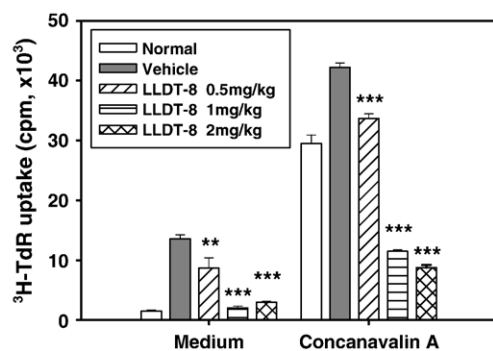 50
40
30
20
10
0
³H-TdR uptake (cpm, x10³)
Normal
Vehicle
LLDT-8 0.5mg/kg
LLDT-8 1mg/kg
LLDT-8 2mg/kg
**
***
***
***
***
***
Medium Concanavalin A